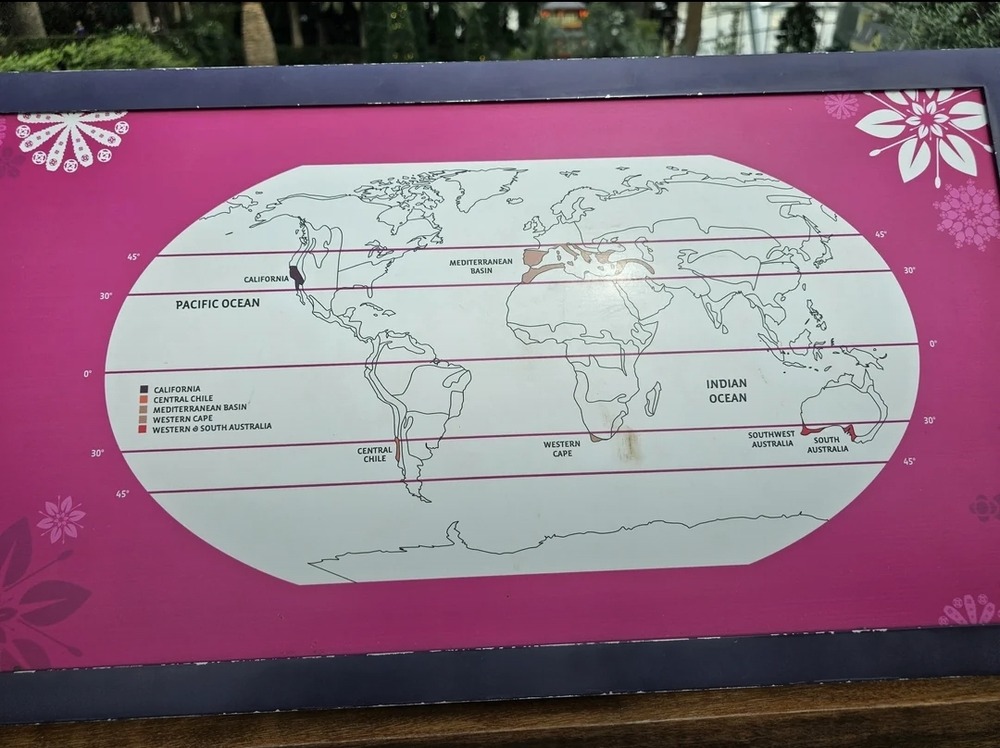 45°
45°
MEDITERRANEAN
BASIN
30°
CALIFORNIA
30°
PACIFIC OCEAN
0°
0°
INDIAN
OCEAN
CALIFORNIA
CENTRAL CHILE
MEDITERRANEAN BASIN
WESTERN CAPE
WESTERN & SOUTH AUSTRALIA
30°
30°
CENTRAL
CHILE
WESTERN
CAPE
SOUTHWEST
AUSTRALIA
SOUTH
AUSTRALIA
45°
45°